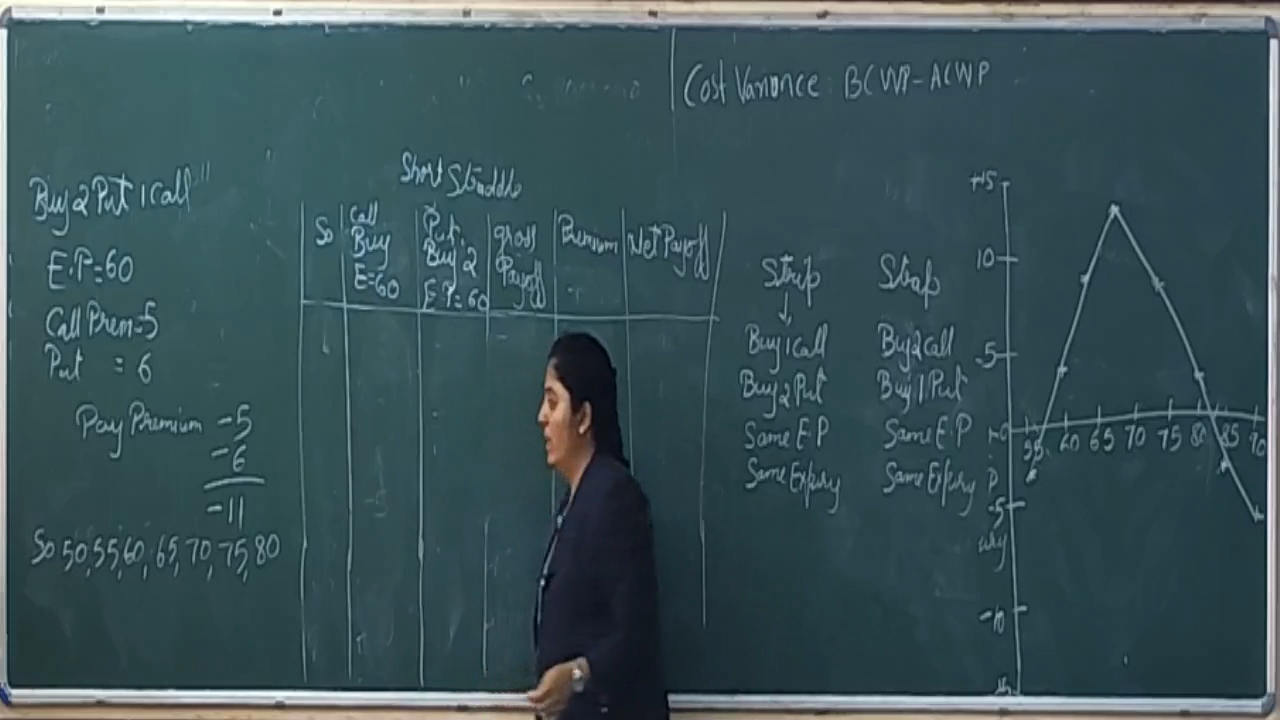 Cost Variance: BCWP-ACWP
Buy 2 Put 1 Call"
E.P=60
Call Prem=5
Put = 6
Pay Premium -5
-6
-11
So 50,55,60,65,70,75,80
Short Straddle
So
Call Buy E=60
Put Buy 2 E.P=60
Gross Payoff
Premium
Net Payoff
Strip
Buy 1 Call
Buy 2 Put
Same E.P
Same Expiry
Strap
Buy 2 Call
Buy 1 Put
Same E.P
Same Expiry
+15
10
5
0
55 60 65 70 75 80 85 90
-5
-10